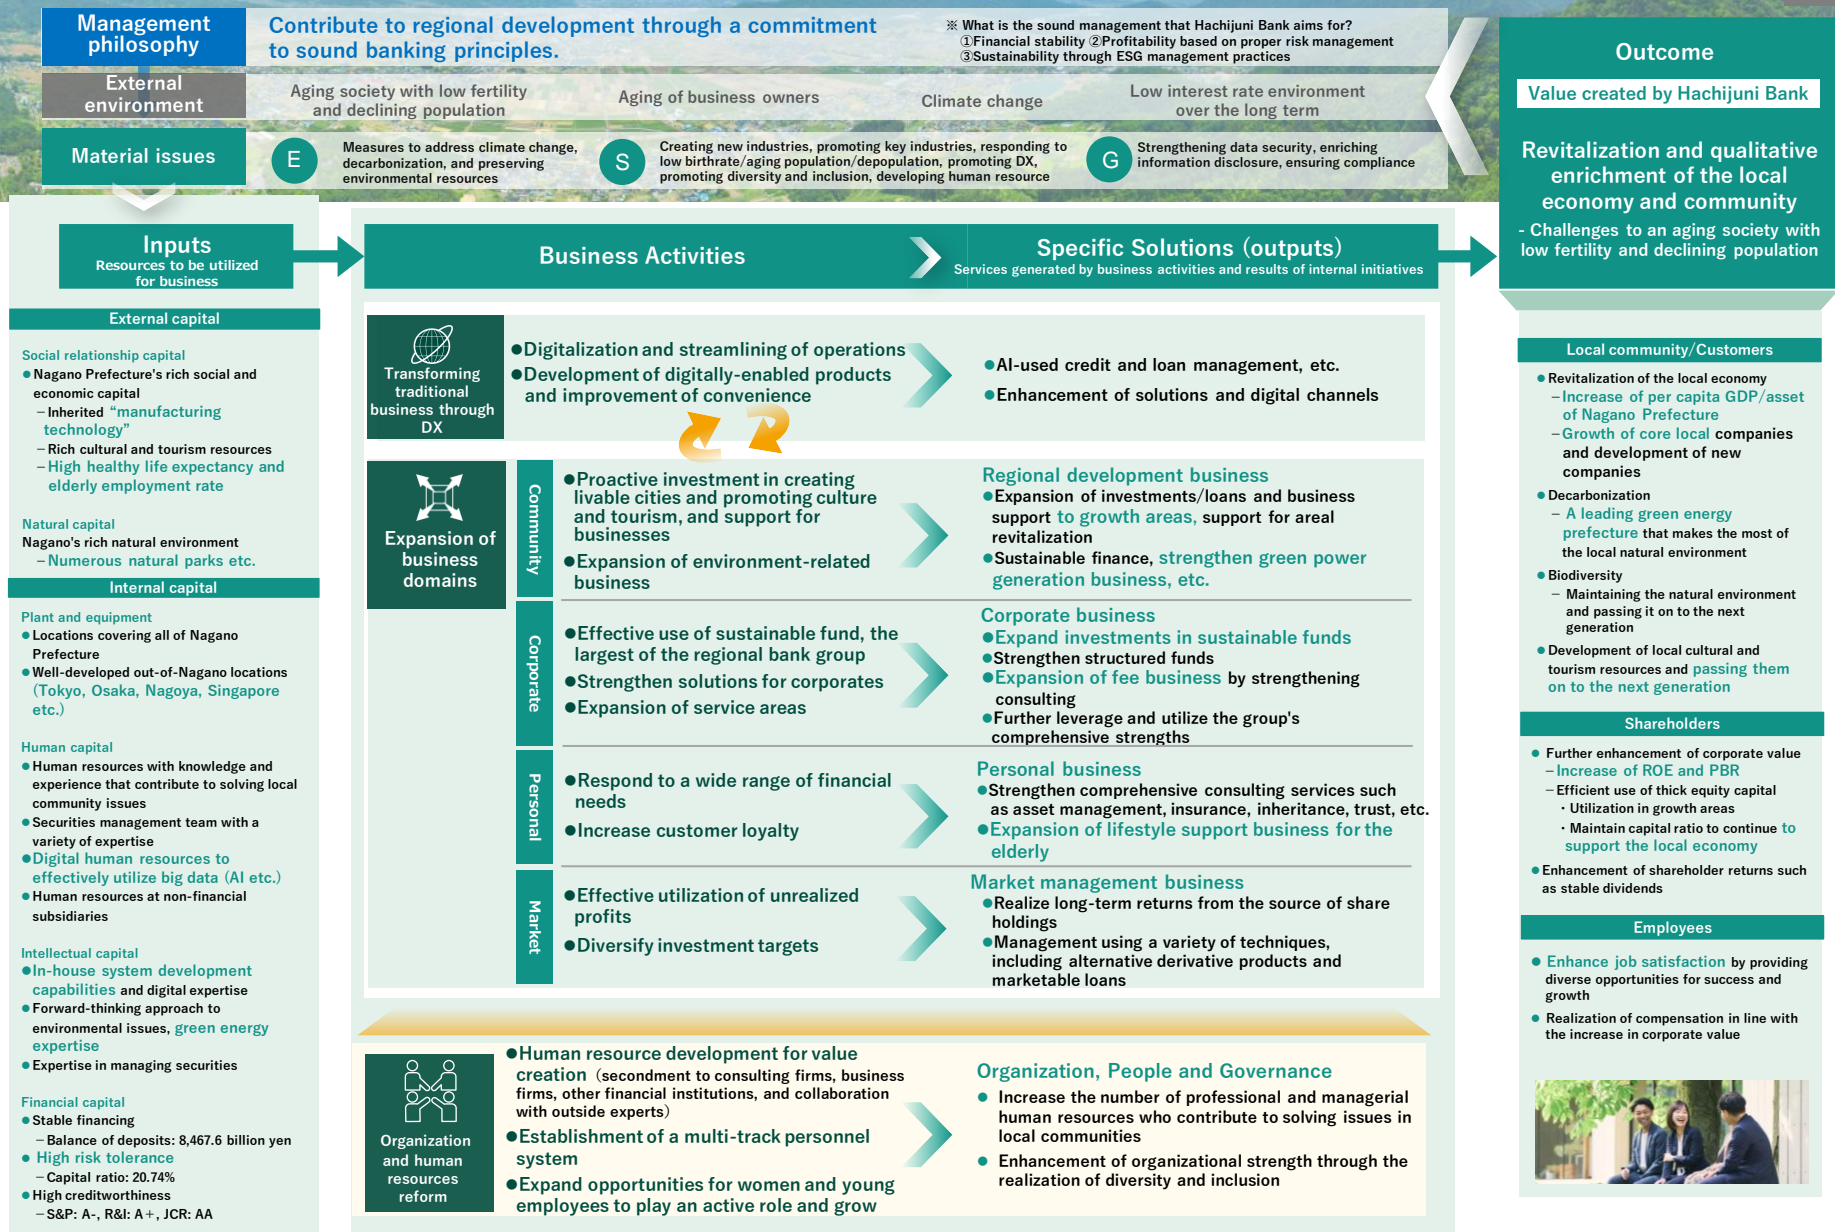 Management
philosophy
Contribute to regional development through a commitment
to sound banking principles.
※ What is the sound management that Hachijuni Bank aims for?
①Financial stability ②Profitability based on proper risk management
③Sustainability through ESG management practices
External
environment
Aging society with low fertility
and declining population
Aging of business owners
Climate change
Low interest rate environment
over the long term
Material issues
E
Measures to address climate change,
decarbonization, and preserving
environmental resources
S
Creating new industries, promoting key industries, responding to
low birthrate/aging population/depopulation, promoting DX,
promoting diversity and inclusion, developing human resource
G
Strengthening data security, enriching
information disclosure, ensuring compliance
Inputs
Resources to be utilized
for business
External capital
Social relationship capital
●Nagano Prefecture's rich social and
economic capital
－Inherited “manufacturing
technology”
－Rich cultural and tourism resources
－High healthy life expectancy and
elderly employment rate
Natural capital
Nagano's rich natural environment
－Numerous natural parks etc.
Internal capital
Plant and equipment
●Locations covering all of Nagano
Prefecture
●Well-developed out-of-Nagano locations
(Tokyo, Osaka, Nagoya, Singapore
etc.)
Human capital
●Human resources with knowledge and
experience that contribute to solving local
community issues
●Securities management team with a
variety of expertise
●Digital human resources to
effectively utilize big data (AI etc.)
●Human resources at non-financial
subsidiaries
Intellectual capital
●In-house system development
capabilities and digital expertise
●Forward-thinking approach to
environmental issues, green energy
expertise
●Expertise in managing securities
Financial capital
●Stable financing
－Balance of deposits: 8,467.6 billion yen
● High risk tolerance
－Capital ratio: 20.74%
●High creditworthiness
－S&P: A-, R&I: A＋, JCR: AA
Business Activities
Specific Solutions (outputs)
Services generated by business activities and results of internal initiatives
Transforming
traditional
business through
DX
●Digitalization and streamlining of operations
●Development of digitally-enabled products
and improvement of convenience
●AI-used credit and loan management, etc.
●Enhancement of solutions and digital channels
Expansion of
business
domains
Community
●Proactive investment in creating
livable cities and promoting culture
and tourism, and support for
businesses
●Expansion of environment-related
business
Regional development business
●Expansion of investments/loans and business
support to growth areas, support for areal
revitalization
●Sustainable finance, strengthen green power
generation business, etc.
Corporate
●Effective use of sustainable fund, the
largest of the regional bank group
●Strengthen solutions for corporates
●Expansion of service areas
Corporate business
●Expand investments in sustainable funds
●Strengthen structured funds
●Expansion of fee business by strengthening
consulting
●Further leverage and utilize the group's
comprehensive strengths
Personal
●Respond to a wide range of financial
needs
●Increase customer loyalty
Personal business
●Strengthen comprehensive consulting services such
as asset management, insurance, inheritance, trust, etc.
●Expansion of lifestyle support business for the
elderly
Market
●Effective utilization of unrealized
profits
●Diversify investment targets
Market management business
●Realize long-term returns from the source of share
holdings
●Management using a variety of techniques,
including alternative derivative products and
marketable loans
Organization
and human
resources
reform
●Human resource development for value
creation (secondment to consulting firms, business
firms, other financial institutions, and collaboration
with outside experts)
●Establishment of a multi-track personnel
system
●Expand opportunities for women and young
employees to play an active role and grow
Organization, People and Governance
● Increase the number of professional and managerial
human resources who contribute to solving issues in
local communities
● Enhancement of organizational strength through the
realization of diversity and inclusion
Outcome
Value created by Hachijuni Bank
Revitalization and qualitative
enrichment of the local
economy and community
- Challenges to an aging society with
low fertility and declining population
Local community/Customers
●Revitalization of the local economy
－Increase of per capita GDP/asset
of Nagano Prefecture
－Growth of core local companies
and development of new
companies
●Decarbonization
－ A leading green energy
prefecture that makes the most of
the local natural environment
●Biodiversity
－ Maintaining the natural environment
and passing it on to the next
generation
●Development of local cultural and
tourism resources and passing them
on to the next generation
Shareholders
● Further enhancement of corporate value
－Increase of ROE and PBR
－Efficient use of thick equity capital
・Utilization in growth areas
・Maintain capital ratio to continue to
support the local economy
●Enhancement of shareholder returns such
as stable dividends
Employees
● Enhance job satisfaction by providing
diverse opportunities for success and
growth
● Realization of compensation in line with
the increase in corporate value